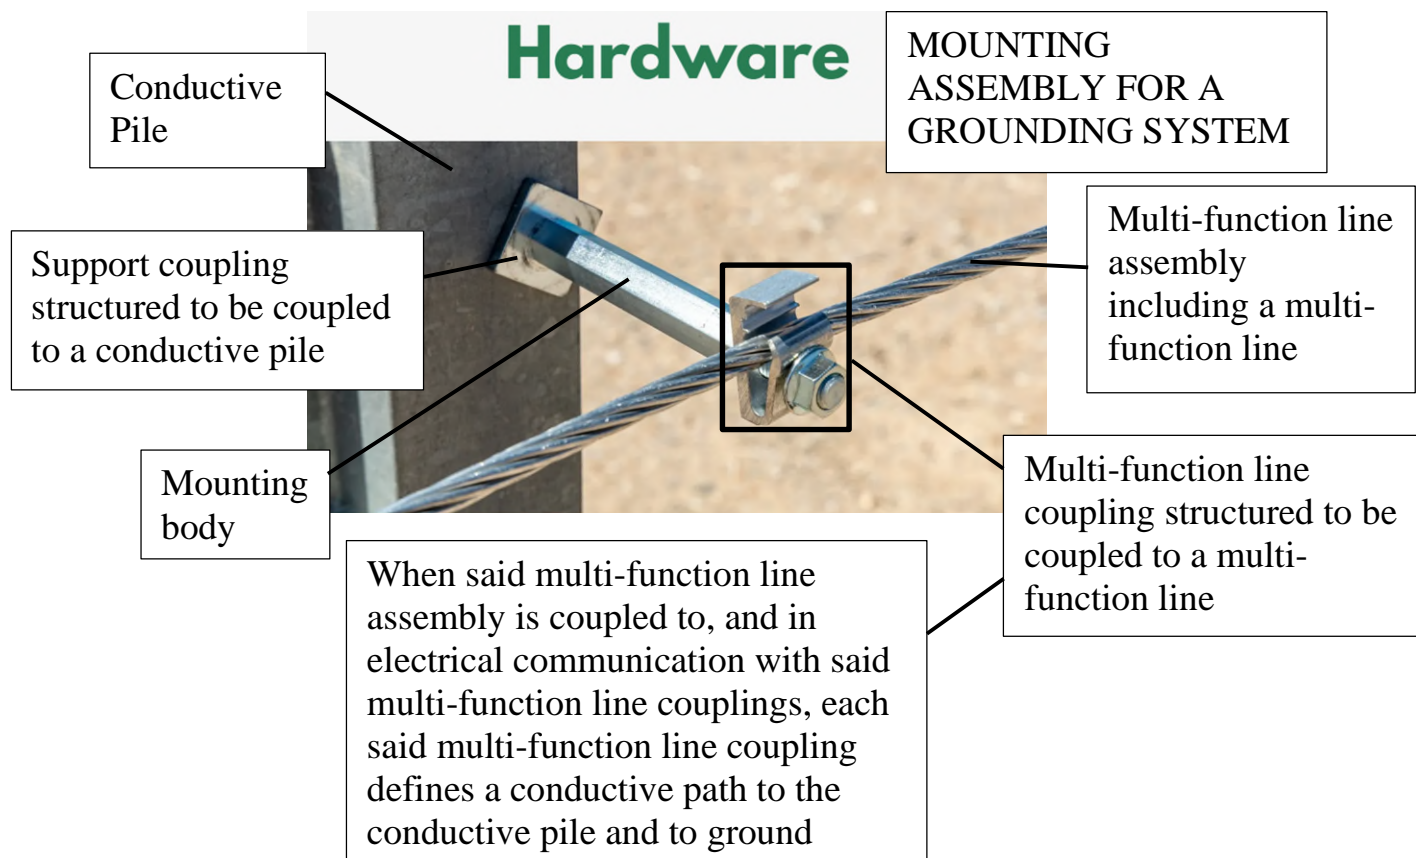 Hardware
MOUNTING
ASSEMBLY FOR A
GROUNDING SYSTEM
Conductive
Pile
Multi-function line
assembly
including a multi-
function line
Support coupling
structured to be coupled
to a conductive pile
Mounting
body
Multi-function line
coupling structured to be
coupled to a multi-
function line
When said multi-function line
assembly is coupled to, and in
electrical communication with said
multi-function line couplings, each
said multi-function line coupling
defines a conductive path to the
conductive pile and to ground